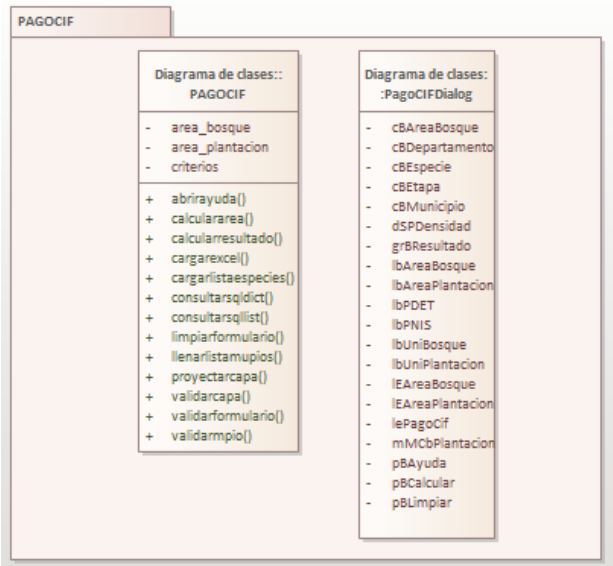 PAGOCIF
Diagrama de clases::
PAGOCIF
- area_bosque
- area_plantacion
- criterios
+ abrirayuda()
+ calculararea()
+ calcularresultado()
+ cargarexcel()
+ cargarlistaespecies()
+ consultarsqldict()
+ consultarsqllist()
+ limpiarformulario()
+ llenarlistamupios()
+ proyectarcapa()
+ validarcapa()
+ validarformulario()
+ validarmpio()
Diagrama de clases:
:PagoCIFDialog
- cBAreaBosque
- cBDepartamento
- cBEspecie
- cBEtapa
- cBMunicipio
- dSPDensidad
- grBResultado
- lbAreaBosque
- lbAreaPlantacion
- lbPDET
- lbPNIS
- lbUniBosque
- lbUniPlantacion
- lEAreaBosque
- lEAreaPlantacion
- lePagoCif
- mMCbPlantacion
- pBAyuda
- pBCalcular
- pBLimpiar